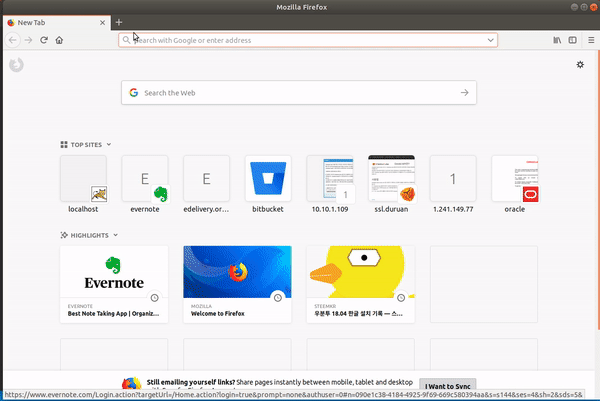 Mozilla Firefox
New Tab
Search with Google or enter address
Search the Web
TOP SITES
E
E
1
1
localhost
evernote
edelivery.or...
bitbucket
10.10.1.109
ssl.duruan
1.241.149.77
oracle
HIGHLIGHTS
Evernote
EVERNOTE
Best Note Taking App | Organiz...
MOZILLA
Welcome to Firefox
STEEMKR
우분투 18.04 한글 설치 기록 — 스...
Still emailing yourself links? Share pages instantly between mobile, tablet and desktop
I Want to Sync
https://www.evernote.com/Login.action?targetUrl=/Home.action?login=true&prompt=none&authuser=0#n=090e1c38-4184-4925-9f69-669c580394aa&s=s144&ses=4&sh=2&sds=5&